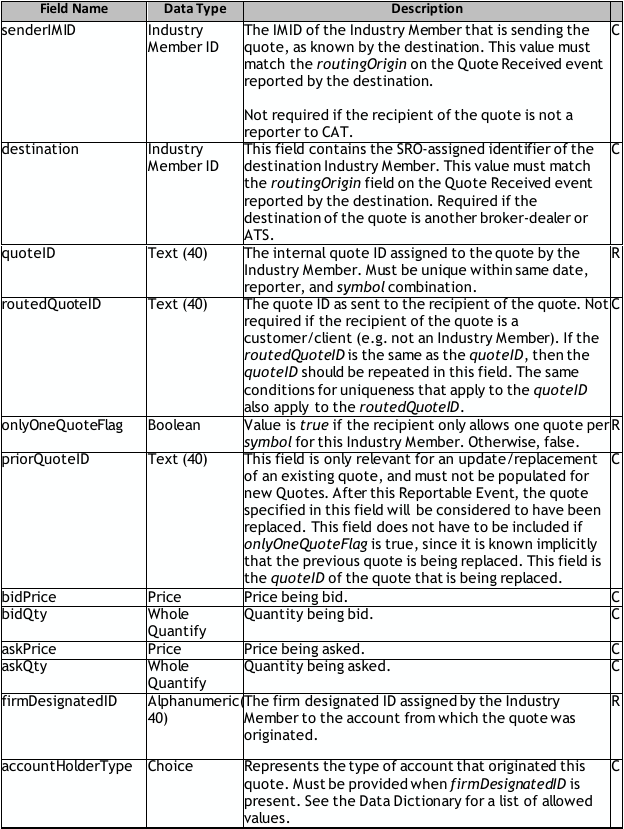 Field Name Data Type Description
senderIMID Industry Member ID The IMID of the Industry Member that is sending the C
quote, as known by the destination. This value must
match the routingOrigin on the Quote Received event
reported by the destination.
Not required if the recipient of the quote is not a
reporter to CAT.
destination Industry Member ID This field contains the SRO-assigned identifier of the C
destination Industry Member. This value must match
the routingOrigin field on the Quote Received event
reported by the destination. Required if the
destination of the quote is another broker-dealer or
ATS.
quoteID Text (40) The internal quote ID assigned to the quote by the R
Industry Member. Must be unique within same date,
reporter, and symbol combination.
routedQuoteID Text (40) The quote ID as sent to the recipient of the quote. Not C
required if the recipient of the quote is a
customer/client (e.g. not an Industry Member). If the
routedQuoteID is the same as the quoteID, then the
quoteID should be repeated in this field. The same
conditions for uniqueness that apply to the quoteID
also apply to the routedQuoteID.
onlyOneQuoteFlag Boolean Value is true if the recipient only allows one quote per R
symbol for this Industry Member. Otherwise, false.
priorQuoteID Text (40) This field is only relevant for an update/replacement C
of an existing quote, and must not be populated for
new Quotes. After this Reportable Event, the quote
specified in this field will be considered to have been
replaced. This field does not have to be included if
onlyOneQuoteFlag is true, since it is known implicitly
that the previous quote is being replaced. This field is
the quoteID of the quote that is being replaced.
bidPrice Price Price being bid. C
bidQty Whole Quantify Quantity being bid. C
askPrice Price Price being asked. C
askQty Whole Quantify Quantity being asked. C
firmDesignatedID Alphanumeric(40) The firm designated ID assigned by the Industry R
Member to the account from which the quote was
originated.
accountHolderType Choice Represents the type of account that originated this C
quote. Must be provided when firmDesignatedID is
present. See the Data Dictionary for a list of allowed
values.